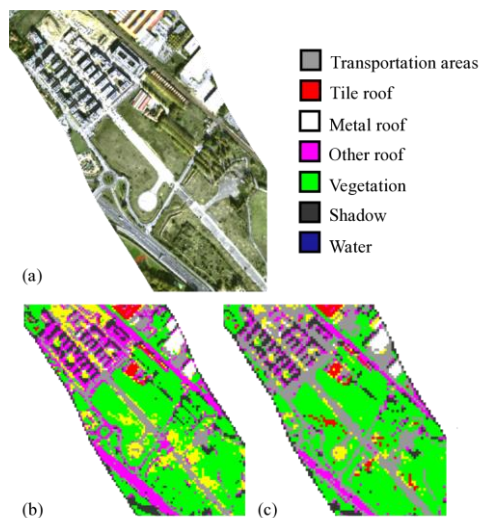 Transportation areas
Tile roof
Metal roof
Other roof
Vegetation
Shadow
Water
(a)
(b)
(c)